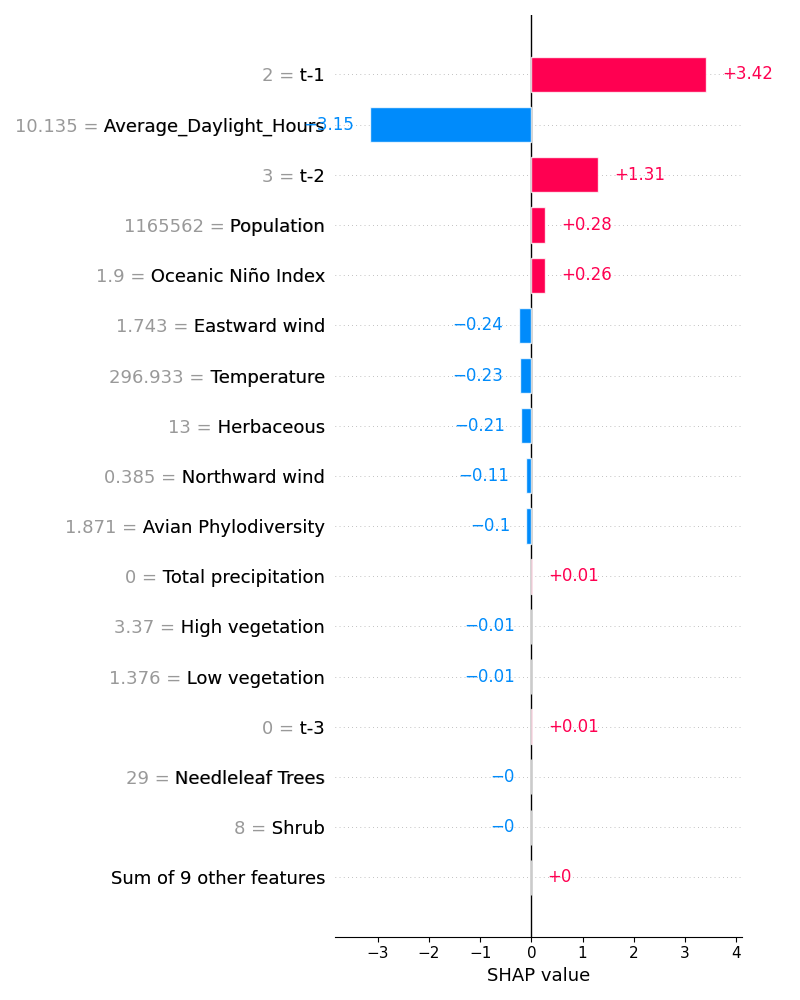 2 = t-1 +3.42
10.135 = Average_Daylight_Hours −3.15
3 = t-2 +1.31
1165562 = Population +0.28
1.9 = Oceanic Niño Index +0.26
1.743 = Eastward wind −0.24
296.933 = Temperature −0.23
13 = Herbaceous −0.21
0.385 = Northward wind −0.11
1.871 = Avian Phylodiversity −0.1
0 = Total precipitation +0.01
3.37 = High vegetation −0.01
1.376 = Low vegetation −0.01
0 = t-3 +0.01
29 = Needleleaf Trees −0
8 = Shrub −0
Sum of 9 other features +0
−3 −2 −1 0 1 2 3 4
SHAP value